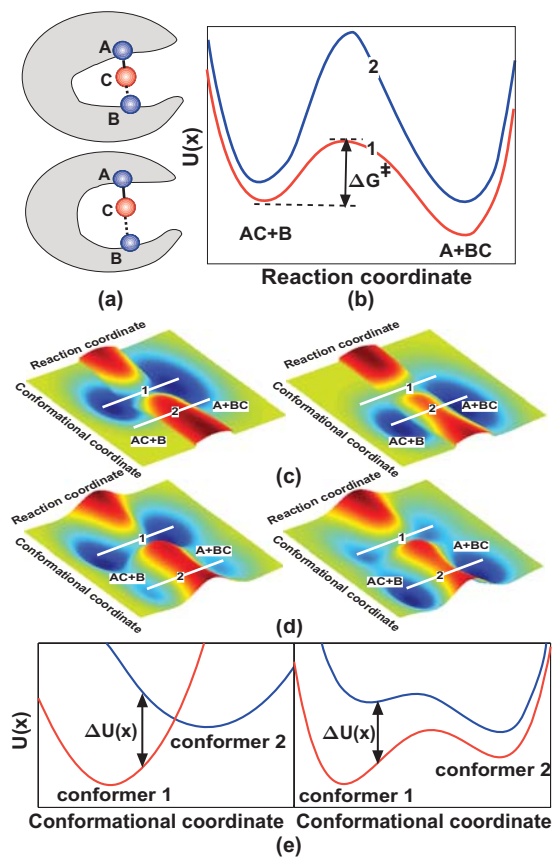 A
C
B
A
C
B
(a)
U(x)
2
1
ΔG‡
AC+B
A+BC
Reaction coordinate
(b)
Reaction coordinate
Conformational coordinate
1
2
A+BC
AC+B
Reaction coordinate
Conformational coordinate
1
2
A+BC
AC+B
(c)
Reaction coordinate
Conformational coordinate
1
2
A+BC
AC+B
Reaction coordinate
Conformational coordinate
1
2
A+BC
AC+B
(d)
U(x)
ΔU(x)
conformer 2
conformer 1
Conformational coordinate
ΔU(x)
conformer 2
conformer 1
Conformational coordinate
(e)